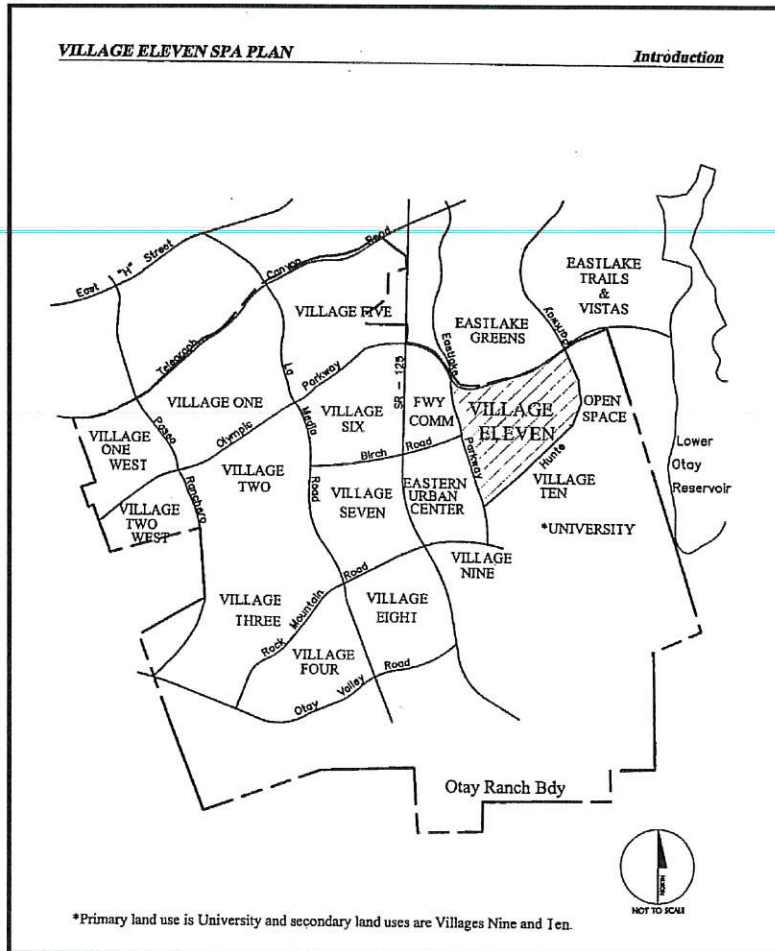 VILLAGE ELEVEN SPA PLAN
Introduction
East "H" Street
Telegraph Canyon Road
EASTLAKE
TRAILS
&
VISTAS
VILLAGE FIVE
EASTLAKE
GREENS
Parkway
Eastlake
Parkway
La Media Road
Olympic Parkway
SR - 125
VILLAGE ONE
VILLAGE
SIX
FWY
COMM
VILLAGE
ELEVEN
OPEN
SPACE
VILLAGE
ONE
WEST
Paseo Ranchero
VILLAGE
TWO
Birch Road
Hunte
Lower
Otay
Reservoir
VILLAGE
TWO
WEST
VILLAGE
SEVEN
EASTERN
URBAN
CENTER
VILLAGE
TEN
*UNIVERSITY
VILLAGE
NINE
VILLAGE
THREE
Rock Mountain Road
VILLAGE
EIGHT
VILLAGE
FOUR
Otay Valley Road
Otay Ranch Bdy
NORTH
NOT TO SCALE
*Primary land use is University and secondary land uses are Villages Nine and Ten.